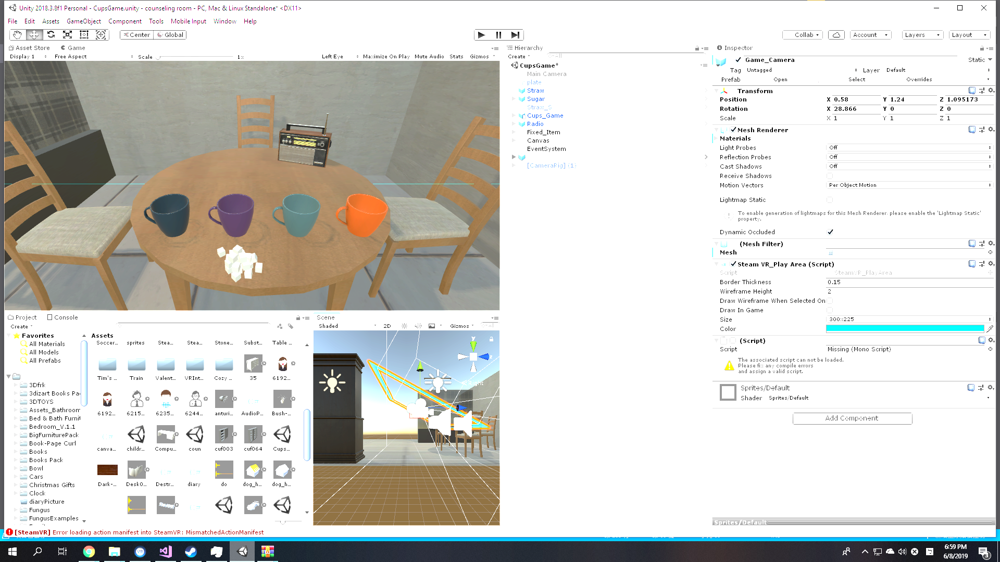 Unity 2018.3.8f1 Personal - CupsGame.unity - counseling room - PC, Mac & Linux Standalone* <DX11>
File Edit Assets GameObject Component Tools Mobile Input Window Help
Center Global
Collab Account Layers Layout
Asset Store Game
Display 1 Free Aspect Scale 1x Left Eye Maximize On Play Mute Audio Stats Gizmos
Hierarchy
Create All
CupsGame*
Main Camera
plate
Straw
Sugar
Straw_S
Cups_Game
Radio
Fixed_Item
Canvas
EventSystem
[CameraRig] (1)
Inspector
Game_Camera Static
Tag Untagged Layer Default
Prefab Open Select Overrides
Transform
Position X 0.58 Y 1.24 Z 1.095173
Rotation X 28.866 Y 0 Z 0
Scale X 1 Y 1 Z 1
Mesh Renderer
Materials
Light Probes Off
Reflection Probes Off
Cast Shadows Off
Receive Shadows
Motion Vectors Per Object Motion
Lightmap Static
To enable generation of lightmaps for this Mesh Renderer, please enable the 'Lightmap Static'
property.
Dynamic Occluded
(Mesh Filter)
Mesh
Steam VR_Play Area (Script)
Script SteamVR_PlayArea
Border Thickness 0.15
Wireframe Height 2
Draw Wireframe When Selected On
Draw In Game
Size 300x225
Color
(Script)
Script Missing (Mono Script)
The associated script can not be loaded.
Please fix any compile errors
and assign a valid script.
Sprites/Default
Shader Sprites/Default
Add Component
Sprites/Default
Project Console
Create
Favorites
All Materials
All Models
All Prefabs
3Dfrk
3dizart Books Pa
3DTOYS
Assets_Bathroom
Bed & Bath Furnit
Bedroom_V.1.1
BigFurniturePack
Book-Page Curl
Books
Books Pack
Bowl
Cars
Christmas Gifts
Clock
diaryPicture
Fungus
FungusExamples
Assets
Soccer... sprites Stea... Stea... Stone... Subst... Table ...
Tim's ... Train Valent... VRInt... Cozy ... 35 6192...
6192... 6215... 6235... 6244... anturi... AudioP... Bush-...
canva... childr... Compu... coun cuf003 cuf064 Cups...
Dark-... Desk0... Destr... diary do dog_h... dog_h...
Scene
Shaded 2D Gizmos All
y
z
Right
[SteamVR] Error loading action manifest into SteamVR: MismatchedActionManifest
6:59 PM
6/8/2019
3